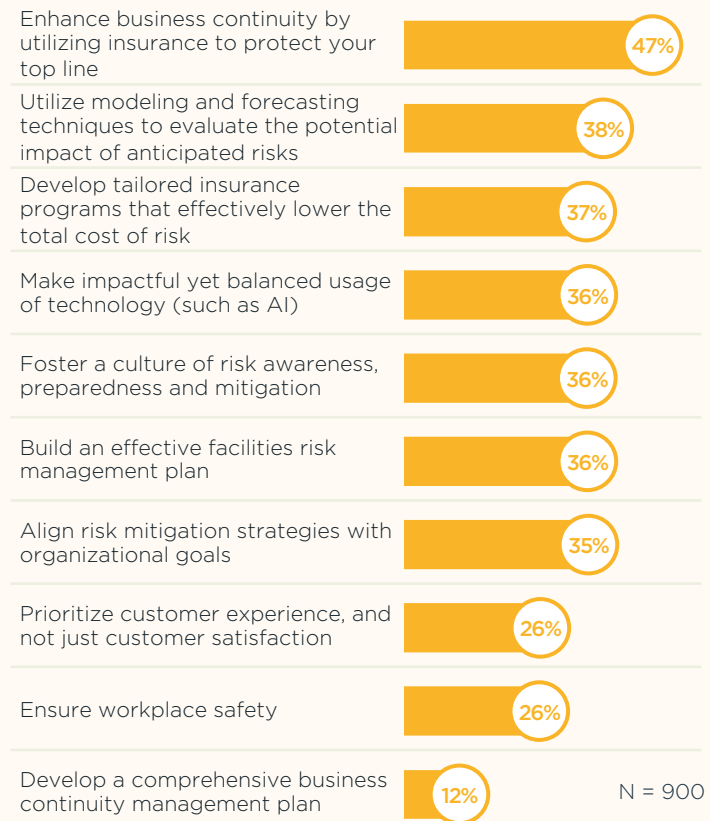 Enhance business continuity by
utilizing insurance to protect your
top line
47%
Utilize modeling and forecasting
techniques to evaluate the potential
impact of anticipated risks
38%
Develop tailored insurance
programs that effectively lower the
total cost of risk
37%
Make impactful yet balanced usage
of technology (such as AI)
36%
Foster a culture of risk awareness,
preparedness and mitigation
36%
Build an effective facilities risk
management plan
36%
Align risk mitigation strategies with
organizational goals
35%
Prioritize customer experience, and
not just customer satisfaction
26%
Ensure workplace safety
26%
Develop a comprehensive business
continuity management plan
12%
N = 900